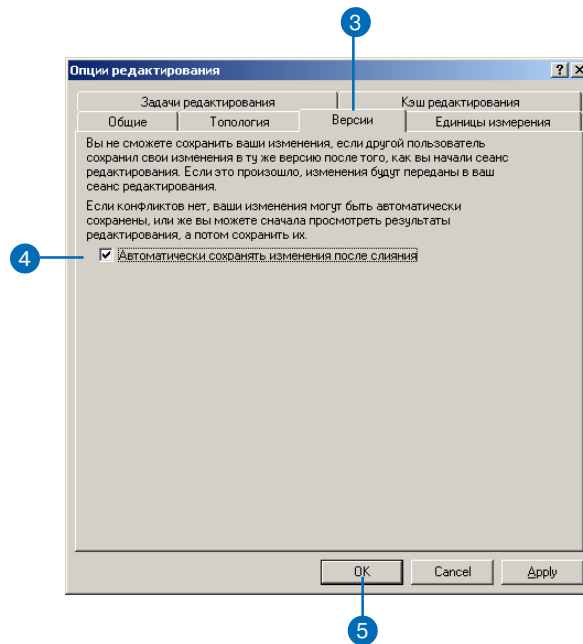 3
Опции редактирования
Задачи редактирования
Кэш редактирования
Общие
Топология
Версии
Единицы измерения
Вы не сможете сохранить ваши изменения, если другой пользователь
сохранил свои изменения в ту же версию после того, как вы начали сеанс
редактирования. Если это произошло, изменения будут переданы в ваш
сеанс редактирования.
Если конфликтов нет, ваши изменения могут быть автоматически
сохранены, или же вы можете сначала просмотреть результаты
редактирования, а потом сохранить их.
4
Автоматически сохранять изменения после слияния
OK
Cancel
Apply
5